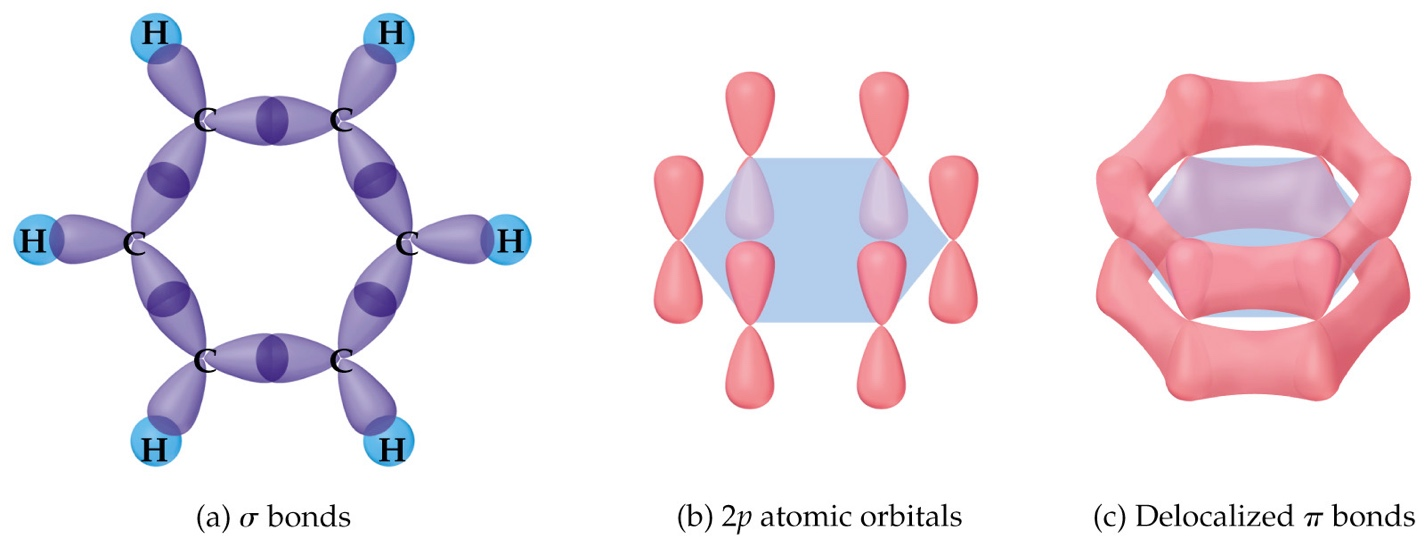 H H
C C
H C C H
C C
H H
(a) σ bonds
(b) 2p atomic orbitals
(c) Delocalized π bonds